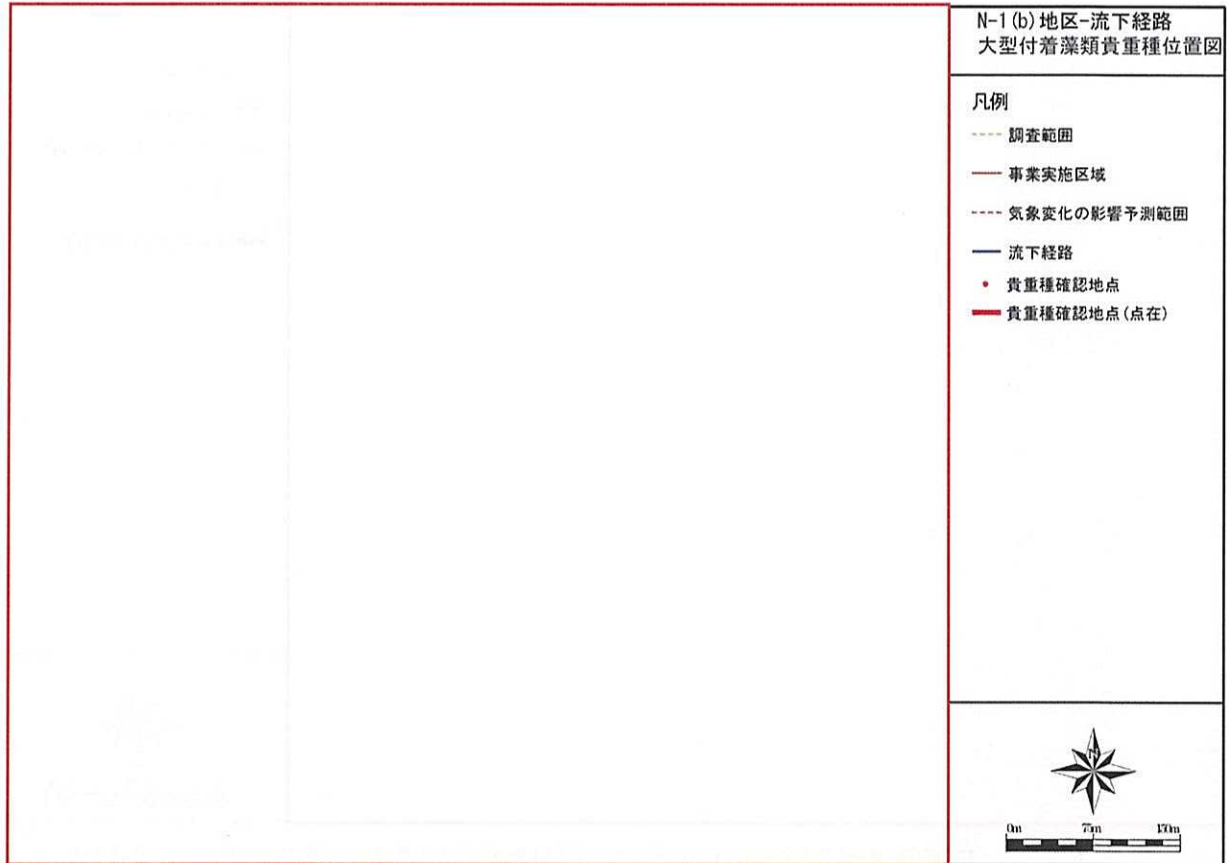 N-1(b)地区-流下経路
大型付着藻類貴重種位置図
凡例
調査範囲
事業実施区域
気象変化の影響予測範囲
流下経路
貴重種確認地点
貴重種確認地点(点在)
N
0m 75m 150m